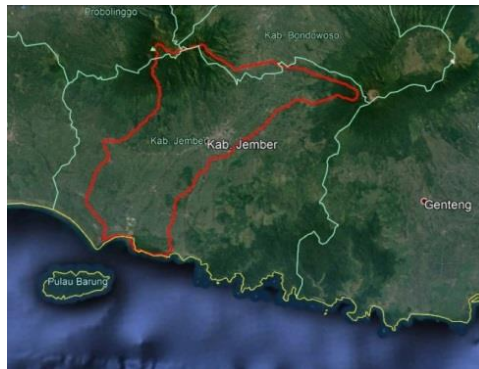 Probolinggo
Kab. Bondowoso
Kab. Jember
Kab. Jember
Genteng
Pulau Barung